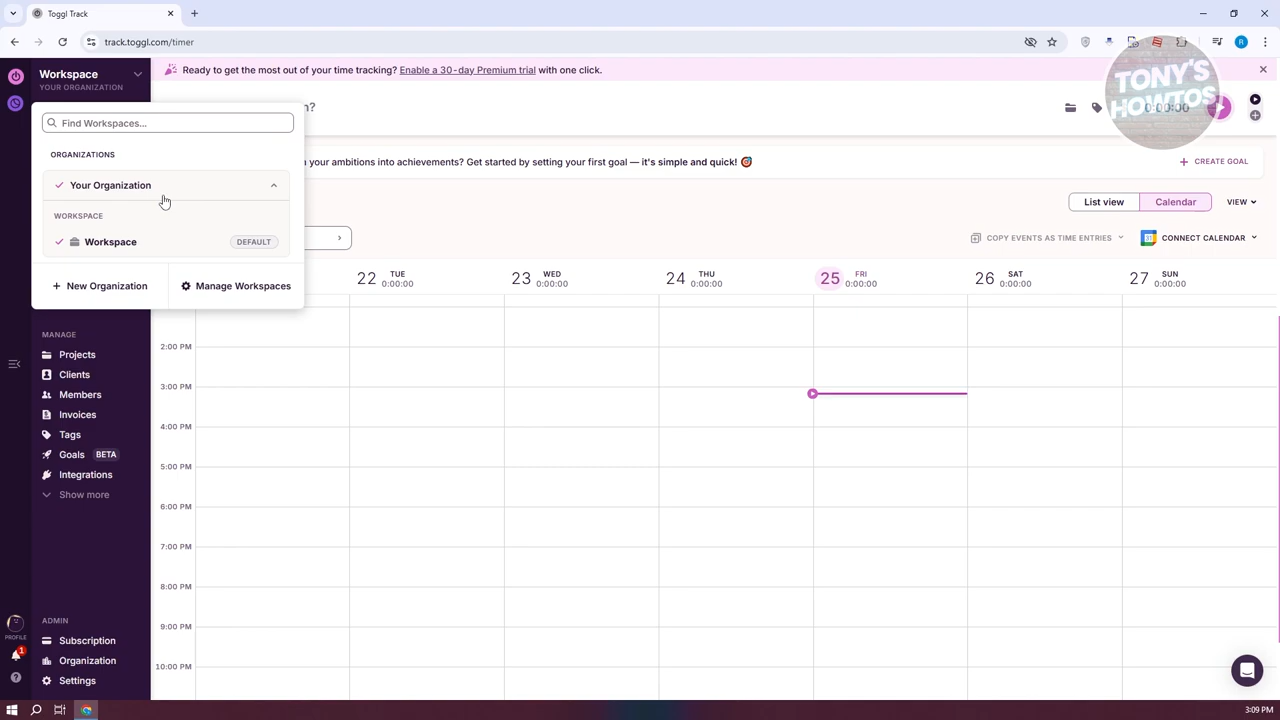 Toggl Track
track.toggl.com/timer
R
Workspace
YOUR ORGANIZATION
Ready to get the most out of your time tracking? Enable a 30-day Premium trial with one click.
TONY'S
HOWTOS
0:00:00
Find Workspaces...
ORGANIZATIONS
Your Organization
WORKSPACE
Workspace
DEFAULT
New Organization
Manage Workspaces
your ambitions into achievements? Get started by setting your first goal — it's simple and quick!
CREATE GOAL
List view
Calendar
VIEW
COPY EVENTS AS TIME ENTRIES
31
CONNECT CALENDAR
22 TUE 0:00:00
23 WED 0:00:00
24 THU 0:00:00
25 FRI 0:00:00
26 SAT 0:00:00
27 SUN 0:00:00
2:00 PM
3:00 PM
4:00 PM
5:00 PM
6:00 PM
7:00 PM
8:00 PM
9:00 PM
10:00 PM
MANAGE
Projects
Clients
Members
Invoices
Tags
Goals BETA
Integrations
Show more
ADMIN
Subscription
Organization
Settings
PROFILE
1
3:09 PM